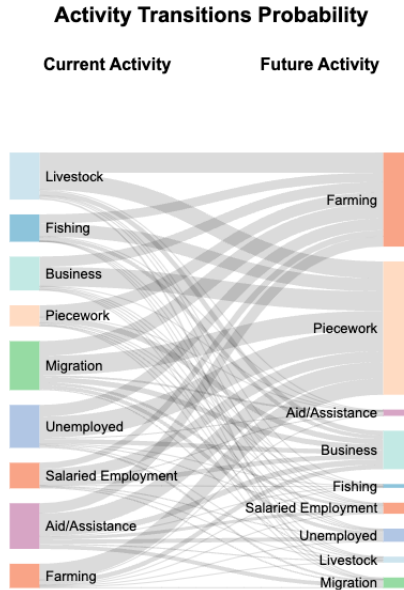 Activity Transitions Probability
Current Activity
Future Activity
Livestock
Fishing
Business
Piecework
Migration
Unemployed
Salaried Employment
Aid/Assistance
Farming
Farming
Piecework
Aid/Assistance
Business
Fishing
Salaried Employment
Unemployed
Livestock
Migration